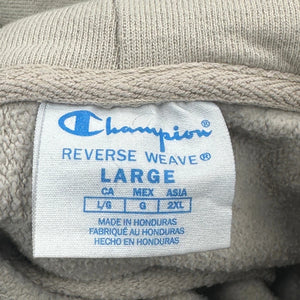 Champion®
REVERSE WEAVE®
LARGE
CA MEX ASIA
L/G G 2XL
MADE IN HONDURAS
FABRIQUÉ AU HONDURAS
HECHO EN HONDURAS